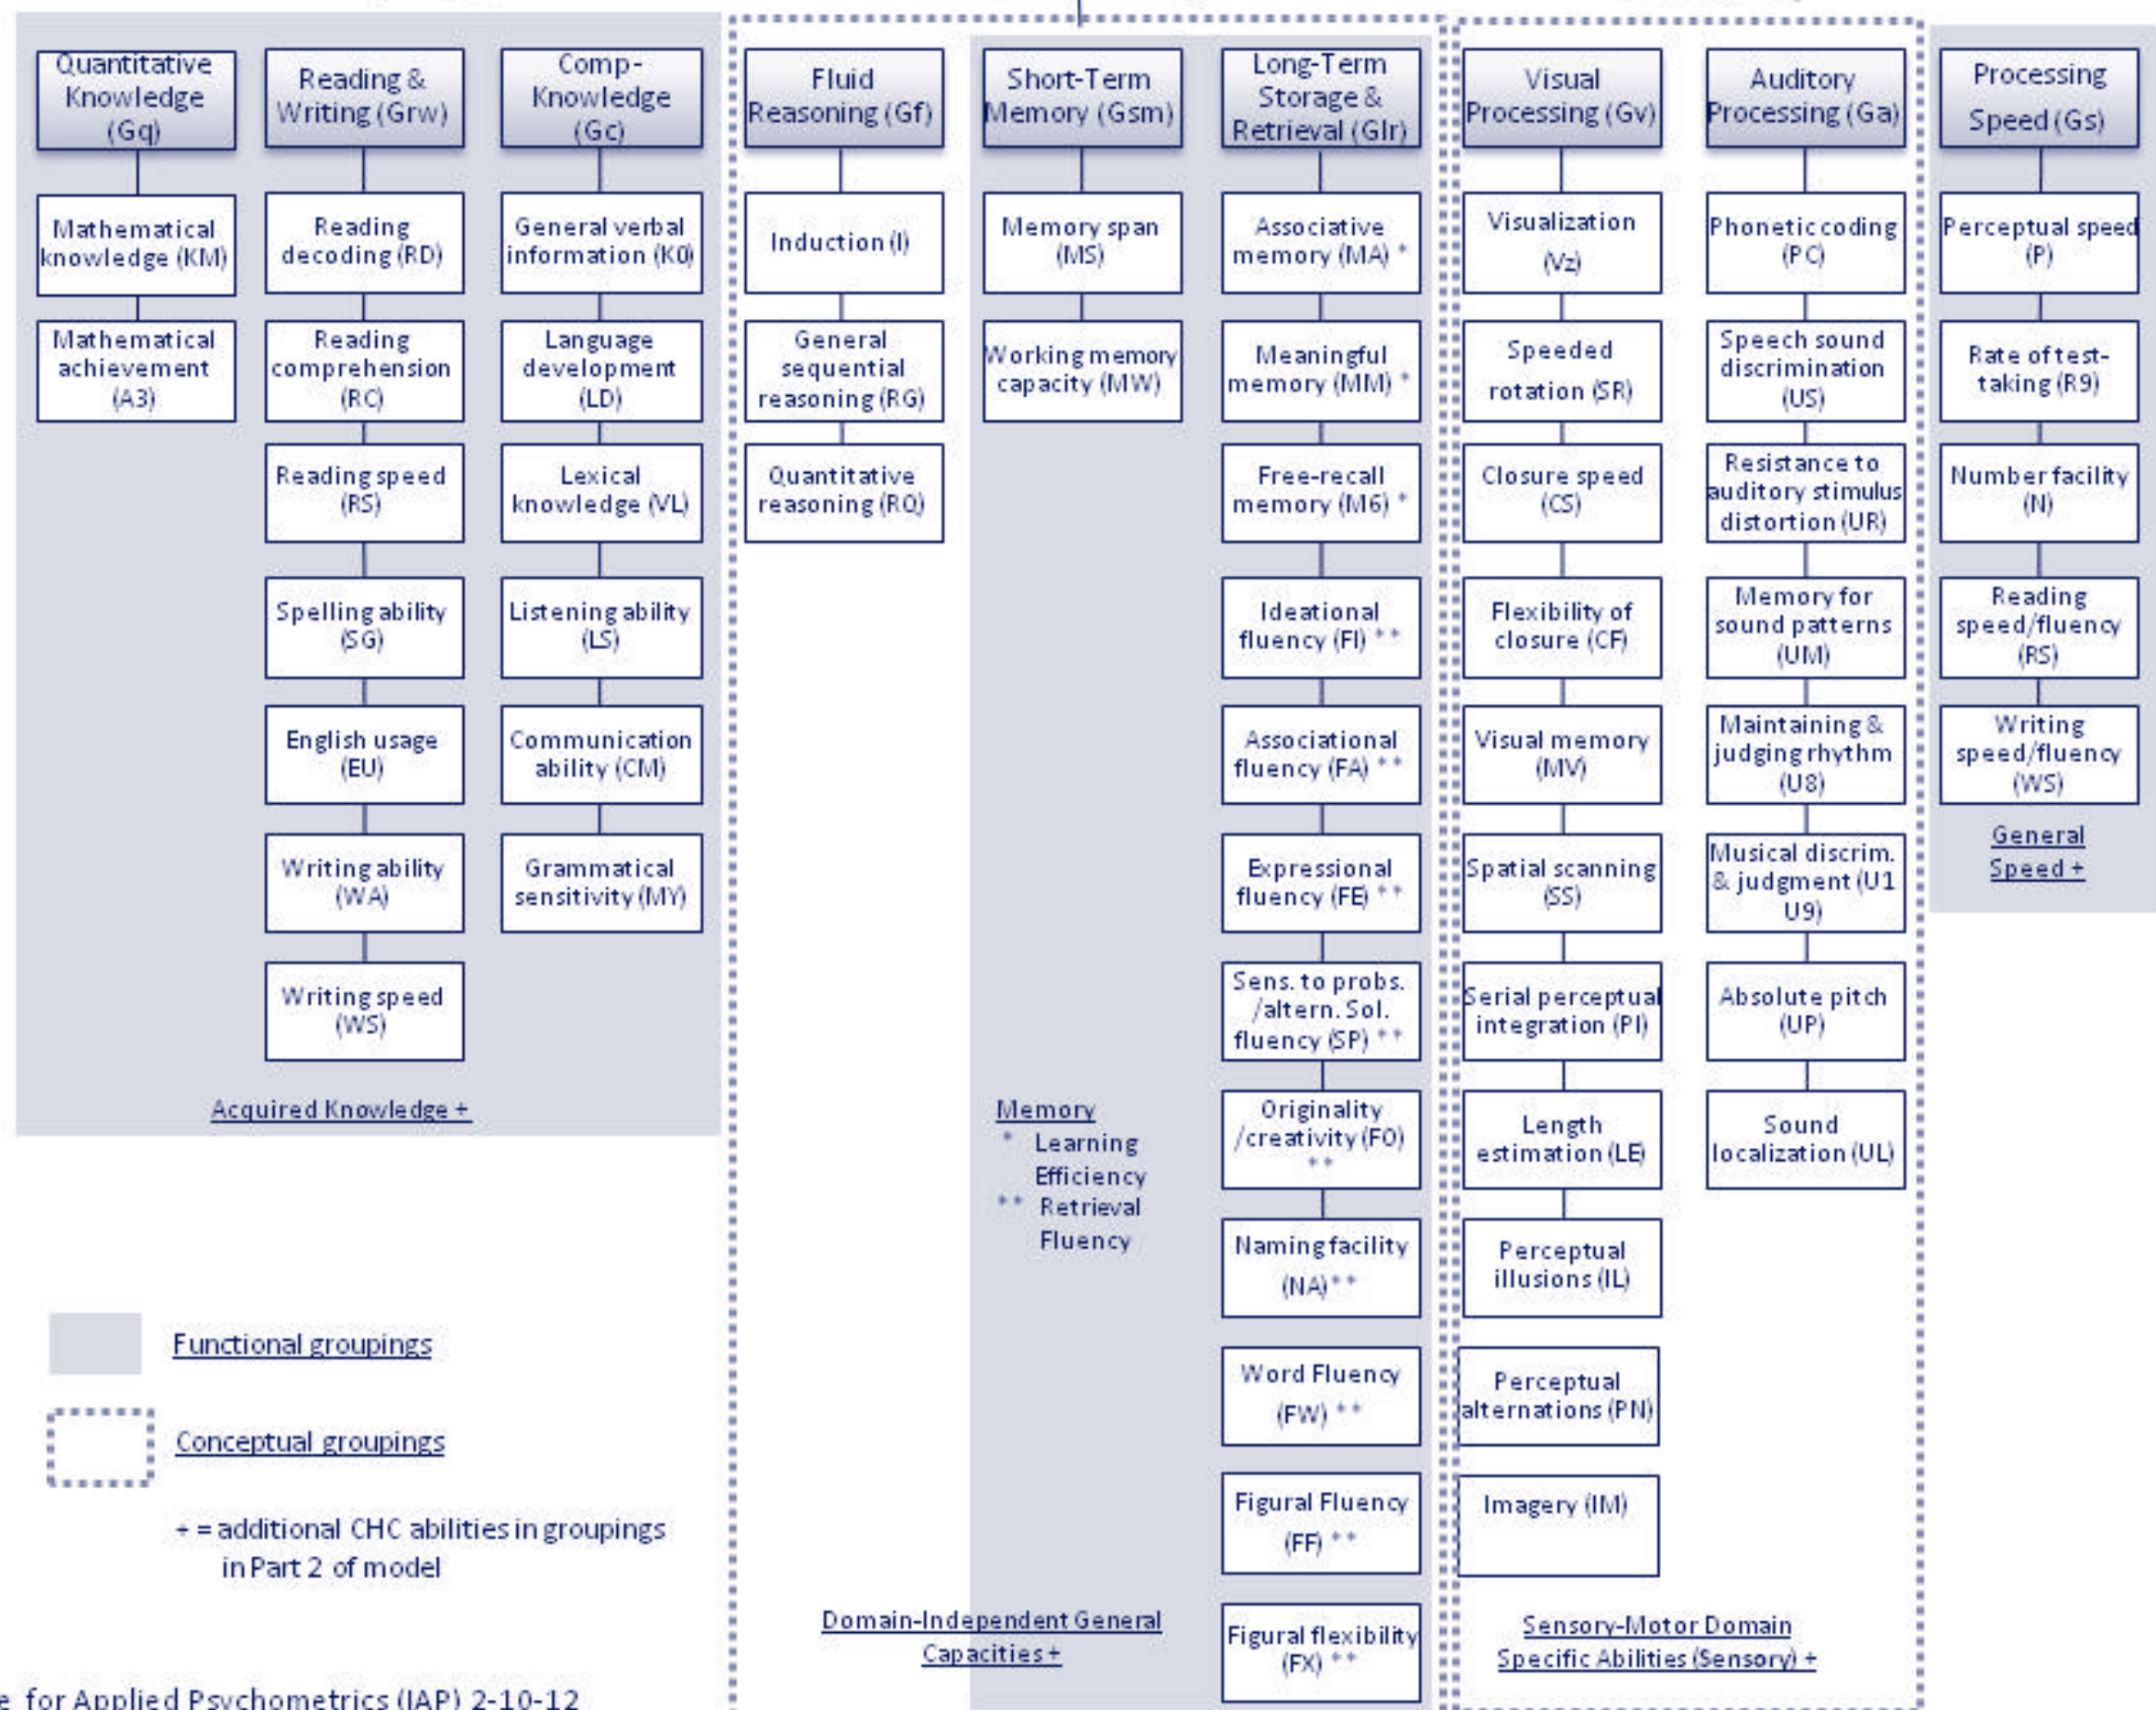 Quantitative
Knowledge
(Gq)
Mathematical
knowledge (KM)
Mathematical
achievement
(A3)
Reading &
Writing (Grw)
Reading
decoding (RD)
Reading
comprehension
(RC)
Reading speed
(RS)
Spelling ability
(SG)
English usage
(EU)
Writing ability
(WA)
Writing speed
(WS)
Comp-
Knowledge
(Gc)
General verbal
information (K0)
Language
development
(LD)
Lexical
knowledge (VL)
Listening ability
(LS)
Communication
ability (CM)
Grammatical
sensitivity (MY)
Acquired Knowledge +
Fluid
Reasoning (Gf)
Induction (I)
General
sequential
reasoning (RG)
Quantitative
reasoning (RQ)
Short-Term
Memory (Gsm)
Memory span
(MS)
Working memory
capacity (MW)
Memory
* Learning
Efficiency
** Retrieval
Fluency
Long-Term
Storage &
Retrieval (Glr)
Associative
memory (MA) *
Meaningful
memory (MM) *
Free-recall
memory (M6) *
Ideational
fluency (FI) **
Associational
fluency (FA) **
Expressional
fluency (FE) **
Sens. to probs.
/altern. Sol.
fluency (SP) **
Originality
/creativity (FO)
**
Naming facility
(NA)**
Word Fluency
(FW) **
Figural Fluency
(FF) **
Figural flexibility
(FX) **
Domain-Independent General
Capacities +
Visual
Processing (Gv)
Visualization
(Vz)
Speeded
rotation (SR)
Closure speed
(CS)
Flexibility of
closure (CF)
Visual memory
(MV)
Spatial scanning
(SS)
Serial perceptual
integration (PI)
Length
estimation (LE)
Perceptual
illusions (IL)
Perceptual
alternations (PN)
Imagery (IM)
Auditory
Processing (Ga)
Phonetic coding
(PC)
Speech sound
discrimination
(US)
Resistance to
auditory stimulus
distortion (UR)
Memory for
sound patterns
(UM)
Maintaining &
judging rhythm
(U8)
Musical discrim.
& judgment (U1
U9)
Absolute pitch
(UP)
Sound
localization (UL)
Sensory-Motor Domain
Specific Abilities (Sensory) +
Processing
Speed (Gs)
Perceptual speed
(P)
Rate of test-
taking (R9)
Number facility
(N)
Reading
speed/fluency
(RS)
Writing
speed/fluency
(WS)
General
Speed +
Functional groupings
Conceptual groupings
+ = additional CHC abilities in groupings
in Part 2 of model
for Applied Psychometrics (IAP) 2-10-12